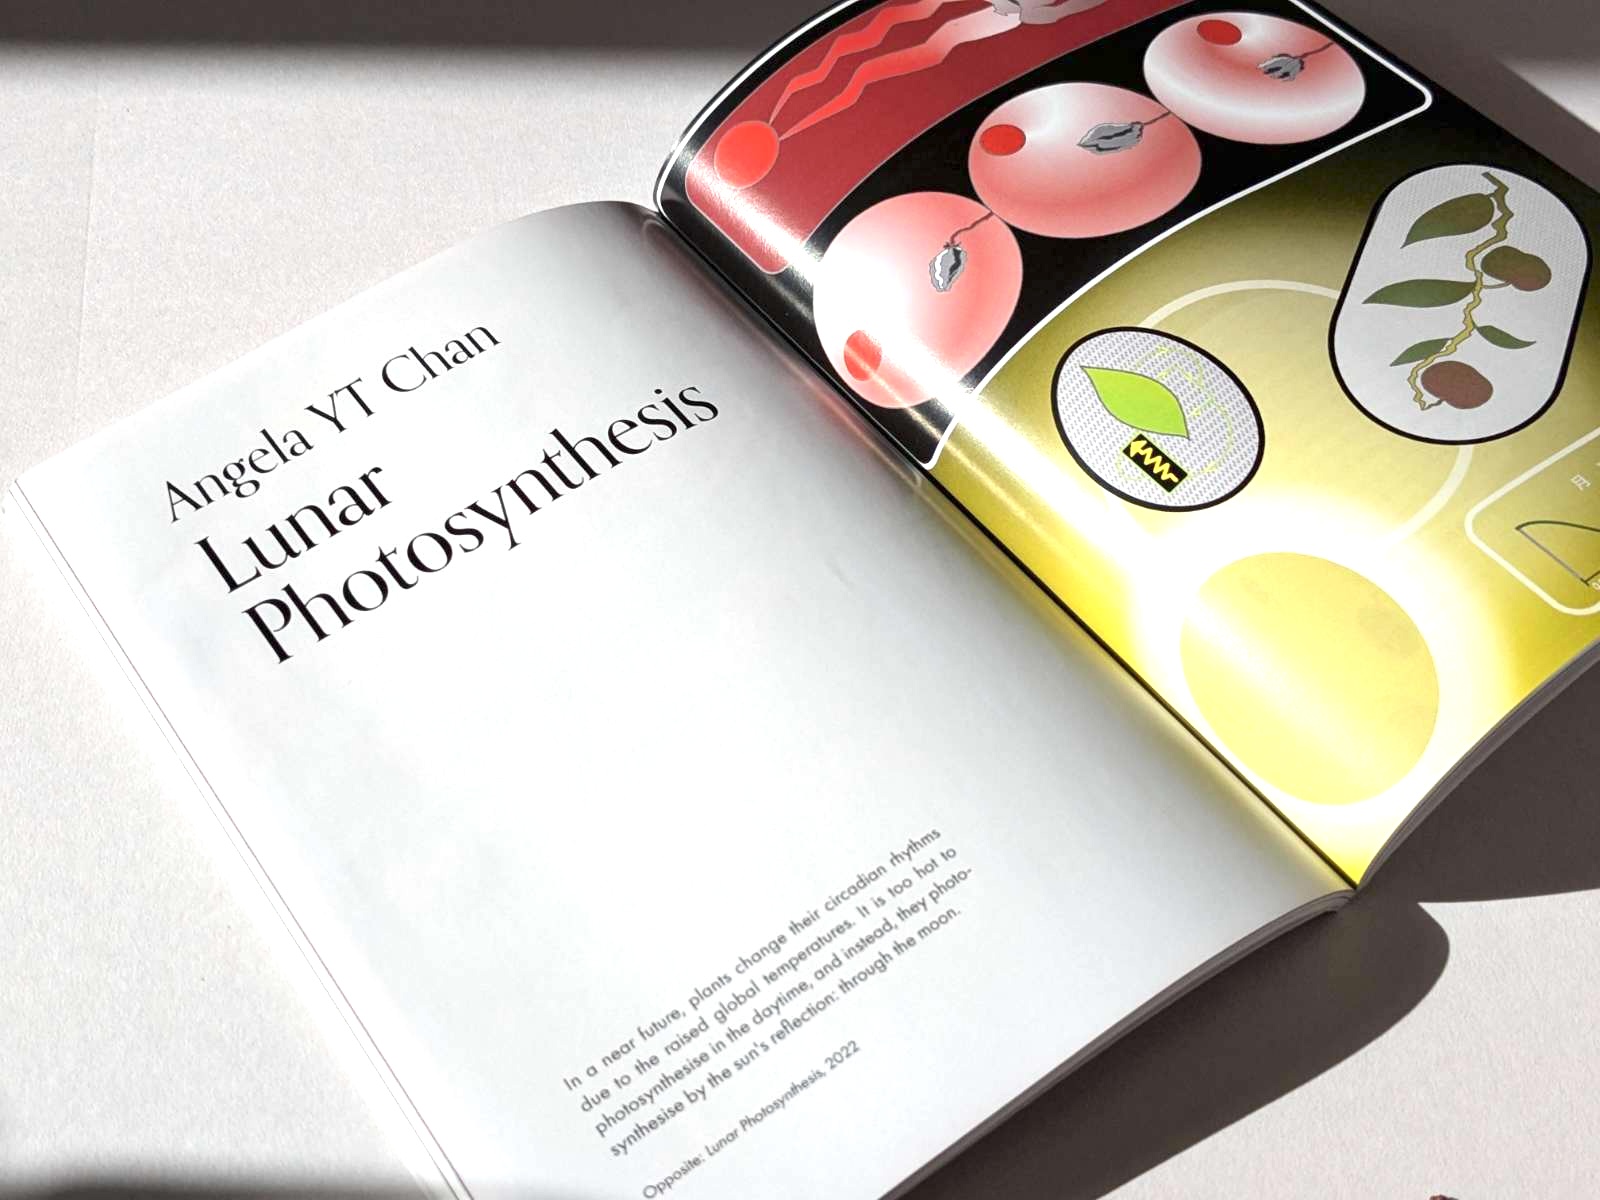 Angela YT Chan
Lunar
Photosynthesis
In a near future, plants change their circadian rhythms
due to the raised global temperatures. It is too hot to
photosynthesise in the daytime, and instead, they photo-
synthesise by the sun's reflection: through the moon.
Opposite: Lunar Photosynthesis, 2022